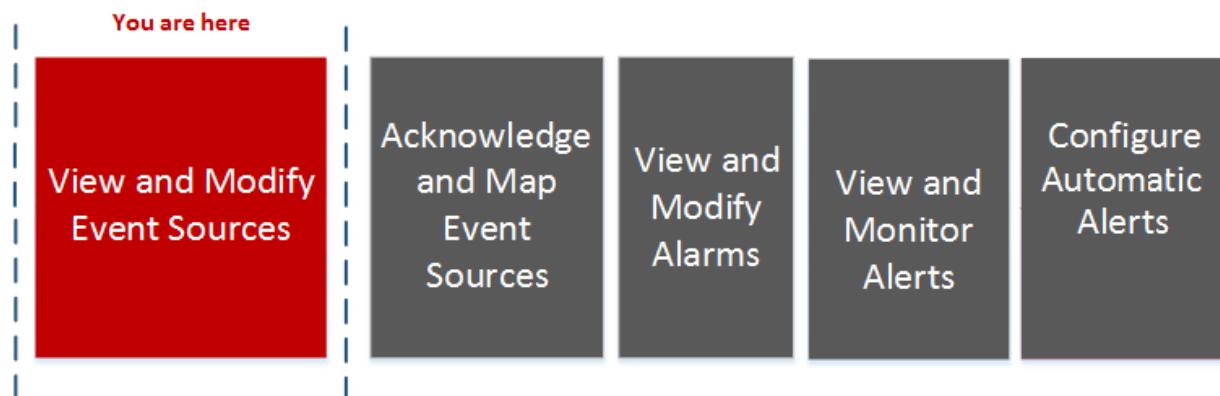 You are here
View and Modify
Event Sources
Acknowledge
and Map
Event
Sources
View and
Modify
Alarms
View and
Monitor
Alerts
Configure
Automatic
Alerts